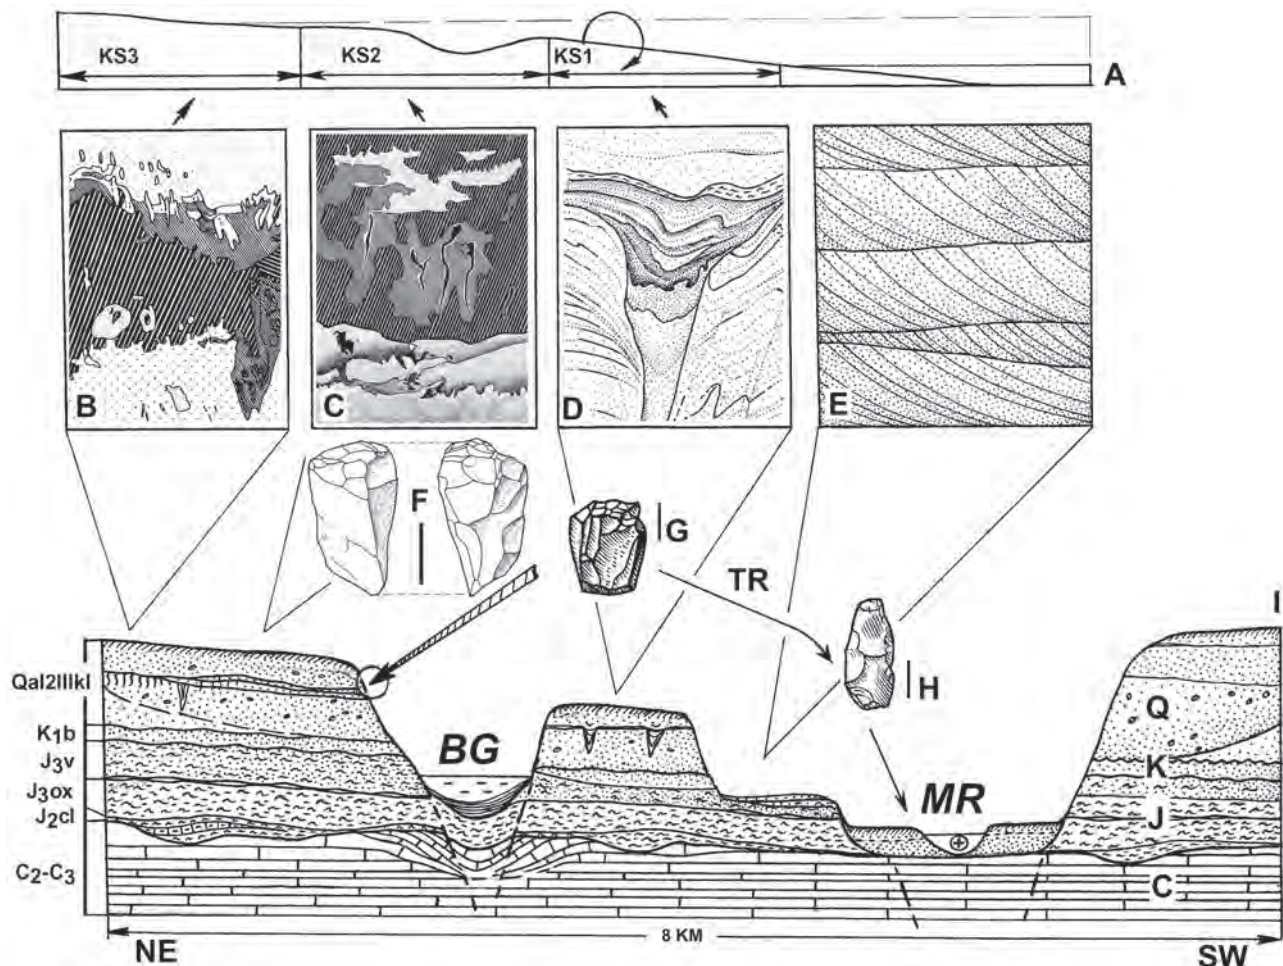 KS3 KS2 KS1
A
B C D E
F
G
TR
H
I
Qal2IIIkl
K1b
J3v
J3ox
J2cl
C2-C3
BG
MR
Q
K
J
C
8 KM
NE SW